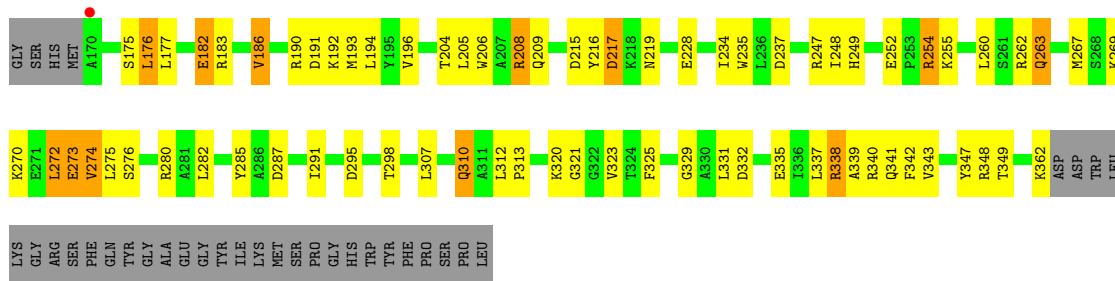 GLY SER HIS MET A170 S175 L176 L177 E182 R183 V186 R190 D191 K192 M193 L194 Y195 V196 T204 L205 W206 A207 R208 Q209 D215 Y216 D217 K218 N219 E228 I234 W235 L236 D237 R247 I248 H249 E252 P253 R254 K255 L260 S261 R262 Q263 M267 S268 K269
K270 E271 L272 E273 V274 L275 S276 R280 A281 L282 Y285 A286 D287 I291 D295 T298 L307 Q310 A311 L312 P313 K320 G321 G322 V323 T324 F325 G329 A330 L331 D332 E335 I336 L337 R338 A339 R340 Q341 F342 V343 Y347 R348 T349 K362 ASP ASP TRP LEU
LYS GLY ARG SER PHE GLN TYR GLY ALA GLU GLY TYR ILE LYS MET SER PRO GLY HIS TRP TYR PHE PRO SER PRO LEU